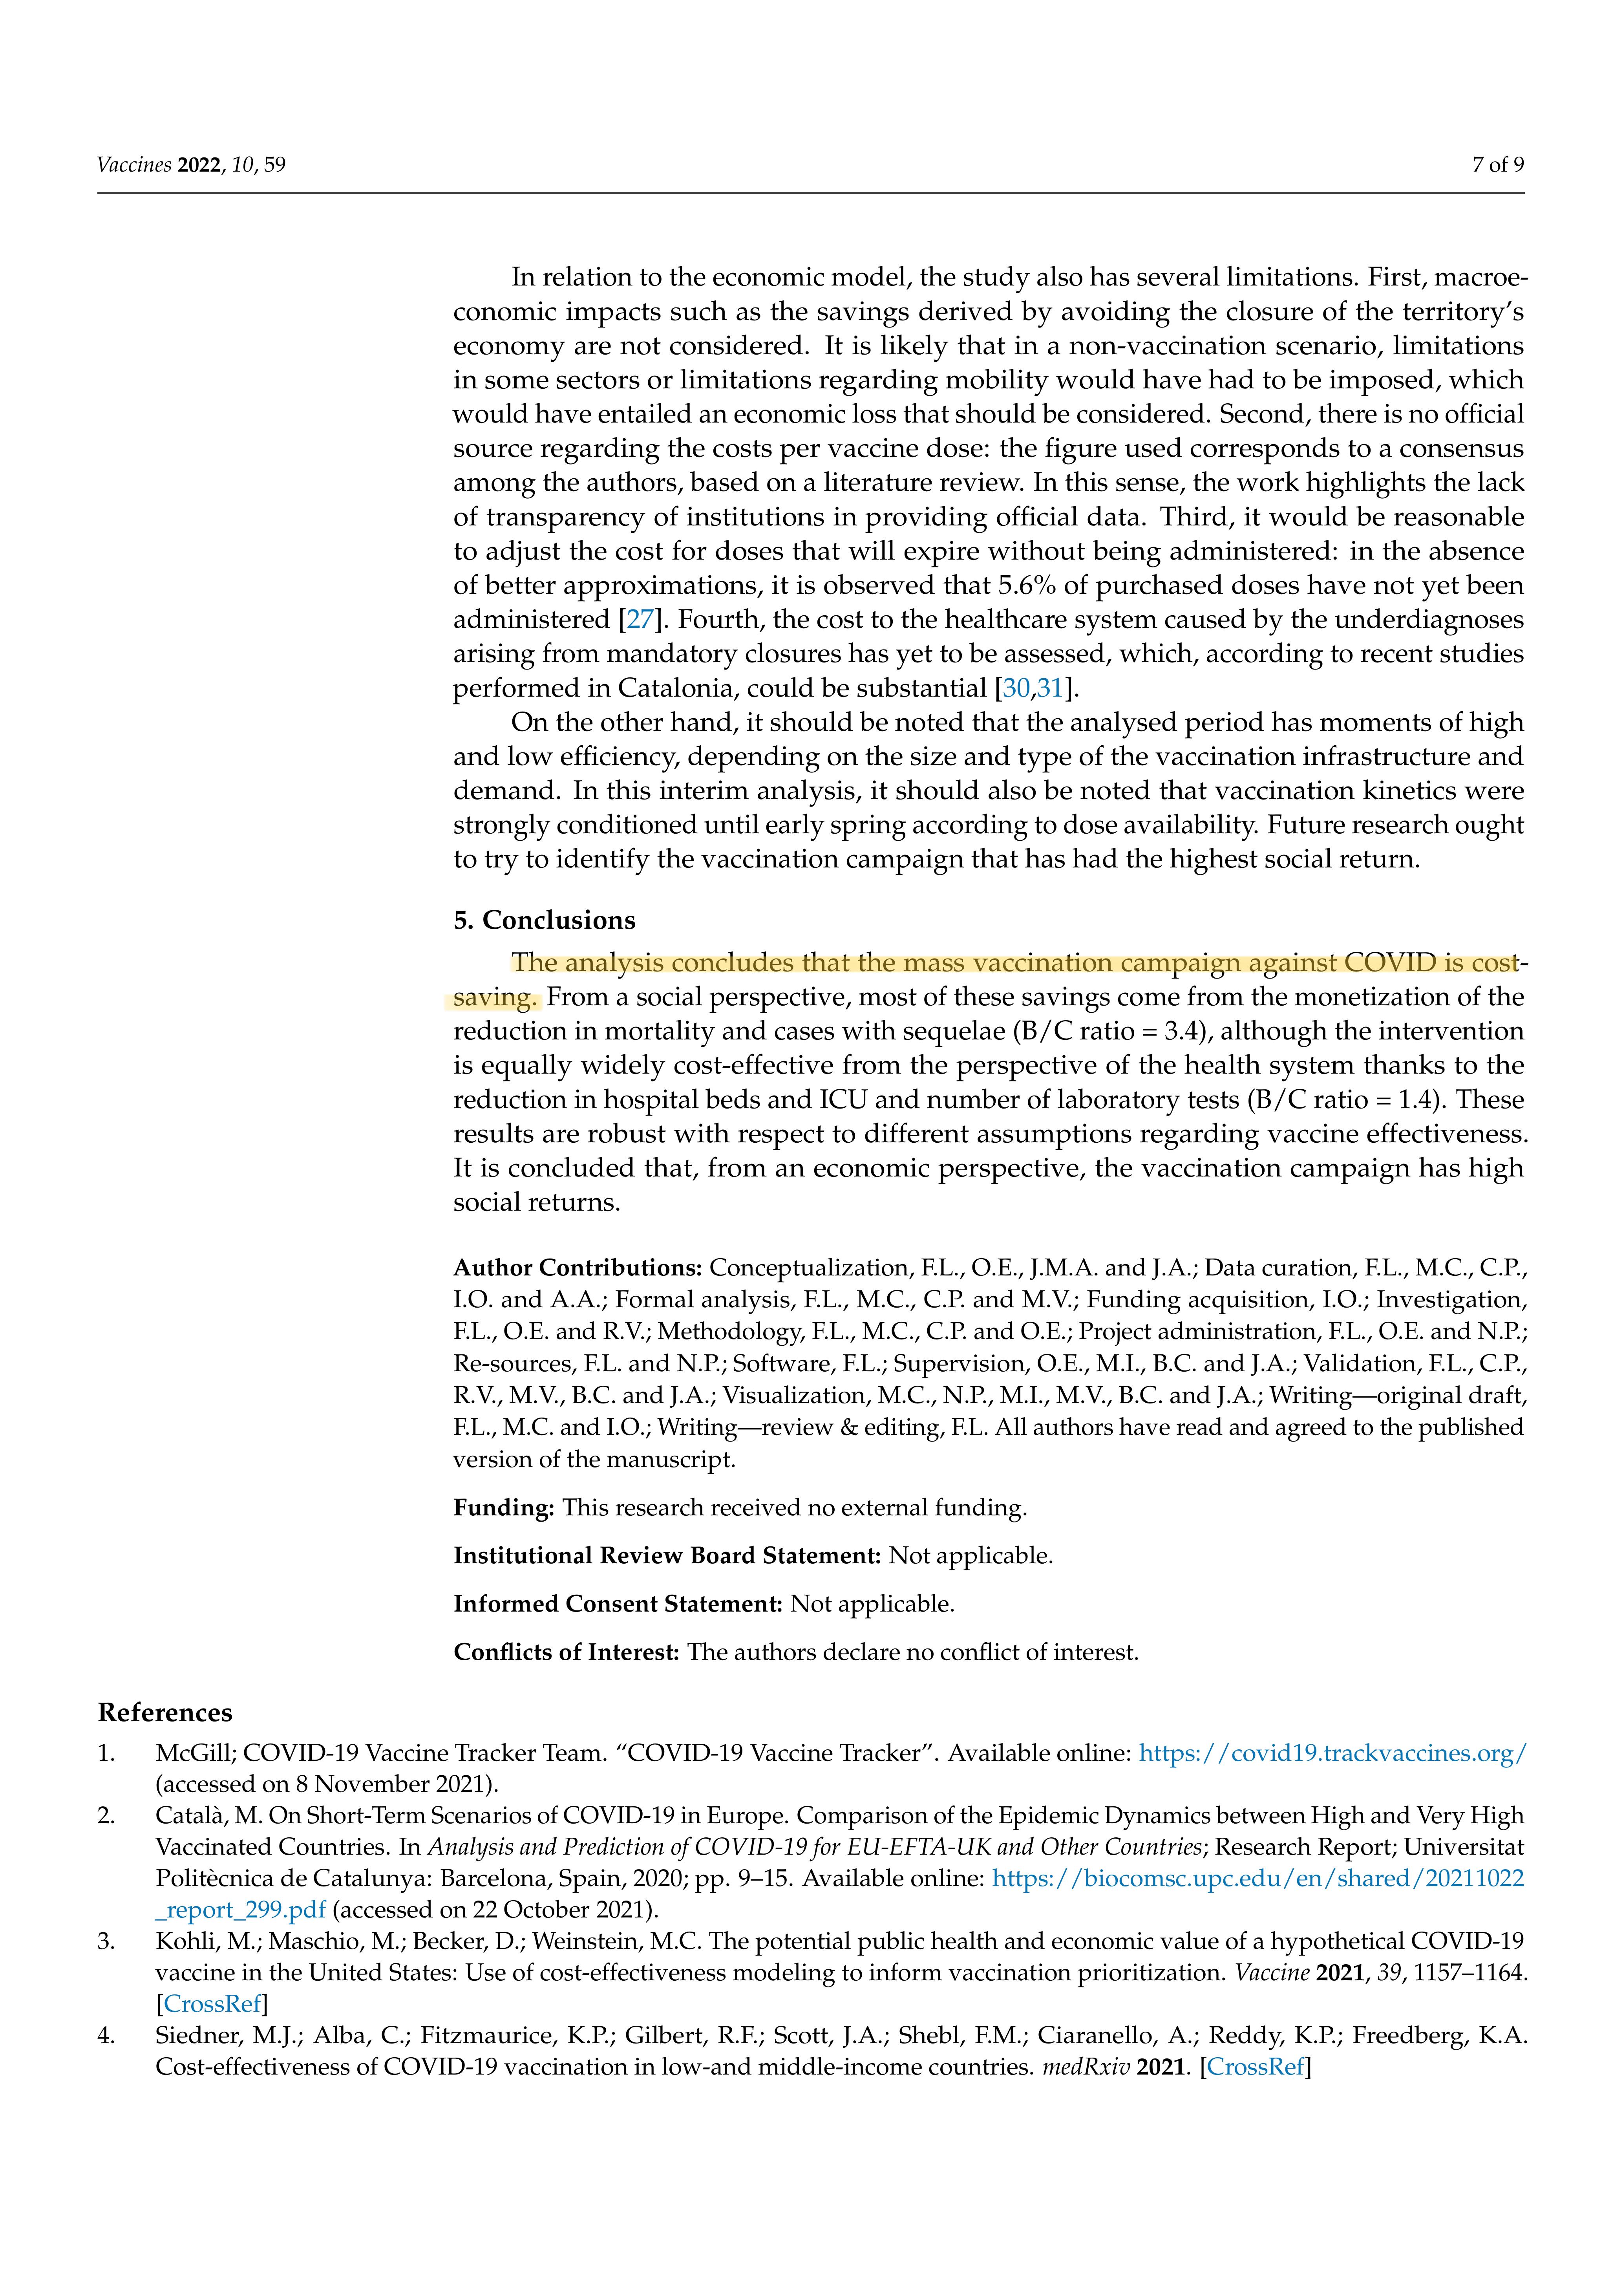 Vaccines 2022, 10, 59
7 of 9
In relation to the economic model, the study also has several limitations. First, macroe-
conomic impacts such as the savings derived by avoiding the closure of the territory's
economy are not considered. It is likely that in a non-vaccination scenario, limitations
in some sectors or limitations regarding mobility would have had to be imposed, which
would have entailed an economic loss that should be considered. Second, there is no official
source regarding the costs per vaccine dose: the figure used corresponds to a consensus
among the authors, based on a literature review. In this sense, the work highlights the lack
of transparency of institutions in providing official data. Third, it would be reasonable
to adjust the cost for doses that will expire without being administered: in the absence
of better approximations, it is observed that 5.6% of purchased doses have not yet been
administered [27]. Fourth, the cost to the healthcare system caused by the underdiagnoses
arising from mandatory closures has yet to be assessed, which, according to recent studies
performed in Catalonia, could be substantial [30,31].
On the other hand, it should be noted that the analysed period has moments of high
and low efficiency, depending on the size and type of the vaccination infrastructure and
demand. In this interim analysis, it should also be noted that vaccination kinetics were
strongly conditioned until early spring according to dose availability. Future research ought
to try to identify the vaccination campaign that has had the highest social return.
5. Conclusions
The analysis concludes that the mass vaccination campaign against COVID is cost-
saving. From a social perspective, most of these savings come from the monetization of the
reduction in mortality and cases with sequelae (B/C ratio = 3.4), although the intervention
is equally widely cost-effective from the perspective of the health system thanks to the
reduction in hospital beds and ICU and number of laboratory tests (B/C ratio = 1.4). These
results are robust with respect to different assumptions regarding vaccine effectiveness.
It is concluded that, from an economic perspective, the vaccination campaign has high
social returns.
Author Contributions: Conceptualization, F.L., O.E., J.M.A. and J.A.; Data curation, F.L., M.C., C.P.,
I.O. and A.A.; Formal analysis, F.L., M.C., C.P. and M.V.; Funding acquisition, I.O.; Investigation,
F.L., O.E. and R.V.; Methodology, F.L., M.C., C.P. and O.E.; Project administration, F.L., O.E. and N.P.;
Re-sources, F.L. and N.P.; Software, F.L.; Supervision, O.E., M.I., B.C. and J.A.; Validation, F.L., C.P.,
R.V., M.V., B.C. and J.A.; Visualization, M.C., N.P., M.I., M.V., B.C. and J.A.; Writing—original draft,
F.L., M.C. and I.O.; Writing—review & editing, F.L. All authors have read and agreed to the published
version of the manuscript.
Funding: This research received no external funding.
Institutional Review Board Statement: Not applicable.
Informed Consent Statement: Not applicable.
Conflicts of Interest: The authors declare no conflict of interest.
References
1. McGill; COVID-19 Vaccine Tracker Team. “COVID-19 Vaccine Tracker”. Available online: https://covid19.trackvaccines.org/
(accessed on 8 November 2021).
2. Català, M. On Short-Term Scenarios of COVID-19 in Europe. Comparison of the Epidemic Dynamics between High and Very High
Vaccinated Countries. In Analysis and Prediction of COVID-19 for EU-EFTA-UK and Other Countries; Research Report; Universitat
Politècnica de Catalunya: Barcelona, Spain, 2020; pp. 9–15. Available online: https://biocomsc.upc.edu/en/shared/20211022
_report_299.pdf (accessed on 22 October 2021).
3. Kohli, M.; Maschio, M.; Becker, D.; Weinstein, M.C. The potential public health and economic value of a hypothetical COVID-19
vaccine in the United States: Use of cost-effectiveness modeling to inform vaccination prioritization. Vaccine 2021, 39, 1157–1164.
[CrossRef]
4. Siedner, M.J.; Alba, C.; Fitzmaurice, K.P.; Gilbert, R.F.; Scott, J.A.; Shebl, F.M.; Ciaranello, A.; Reddy, K.P.; Freedberg, K.A.
Cost-effectiveness of COVID-19 vaccination in low-and middle-income countries. medRxiv 2021. [CrossRef]